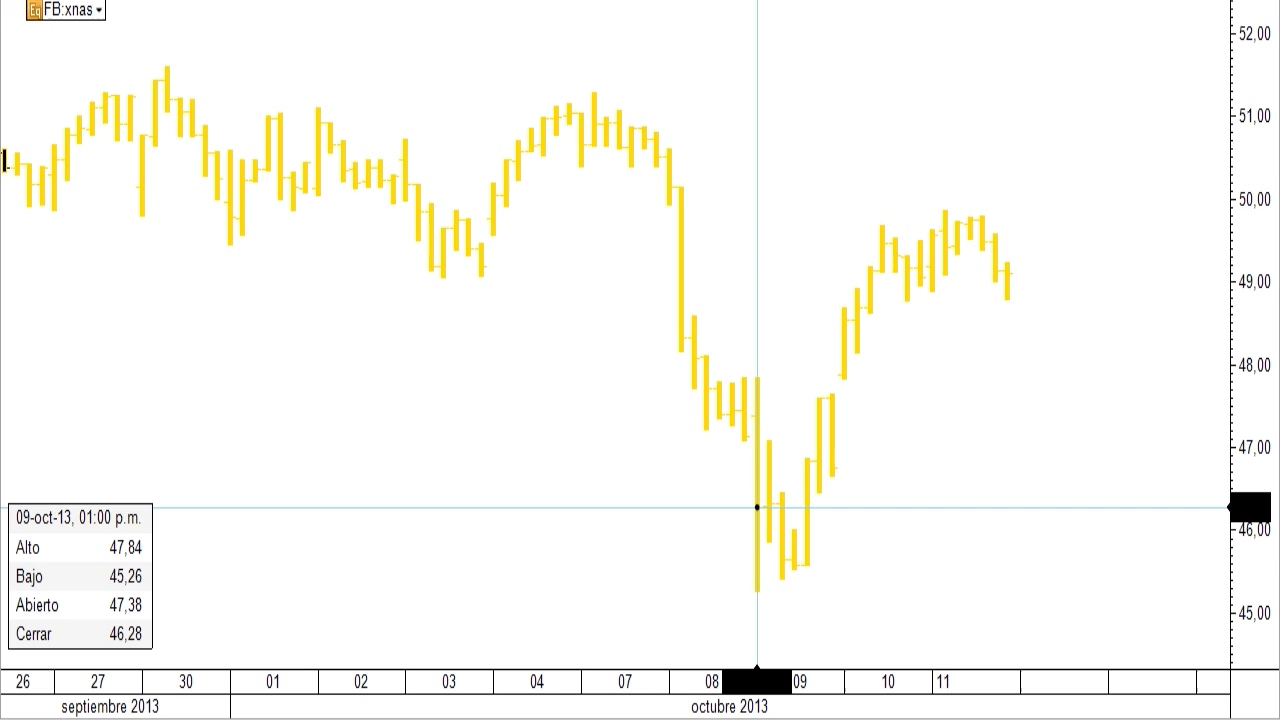 Eq FB:xnas
52,00
51,00
50,00
49,00
48,00
47,00
46,00
45,00
09-oct-13, 01:00 p.m.
Alto 47,84
Bajo 45,26
Abierto 47,38
Cerrar 46,28
26 27 30 01 02 03 04 07 08 09 10 11
septiembre 2013 octubre 2013